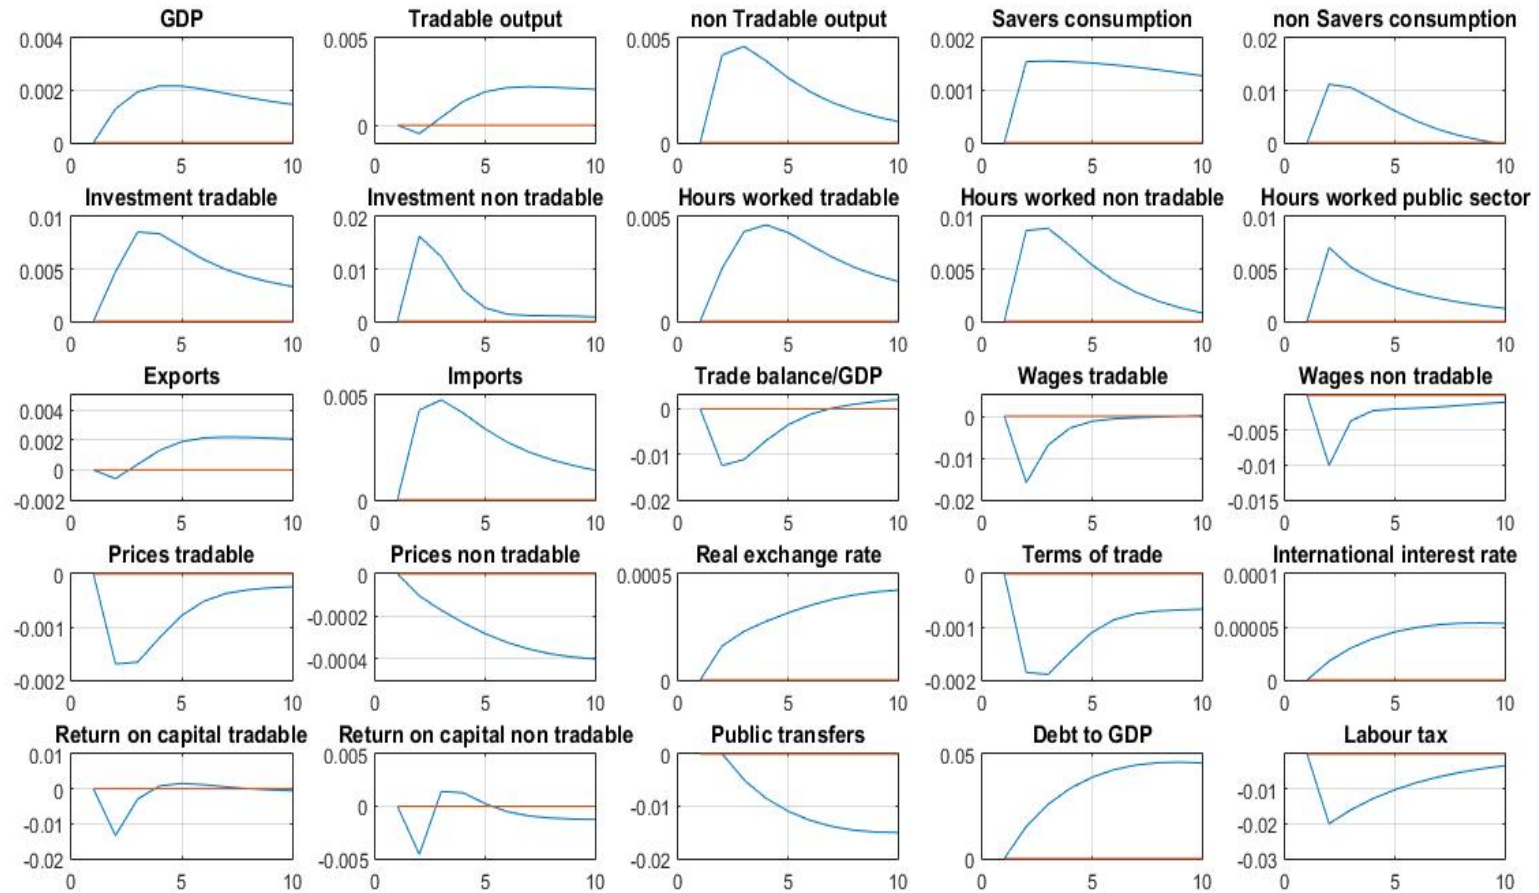 GDP
0.004
0.002
0
0 5 10
Tradable output
0.005
0
0 5 10
non Tradable output
0.005
0
0 5 10
Savers consumption
0.002
0.001
0
0 5 10
non Savers consumption
0.02
0.01
0
0 5 10
Investment tradable
0.01
0.005
0
0 5 10
Investment non tradable
0.02
0.01
0
0 5 10
Hours worked tradable
0.005
0
0 5 10
Hours worked non tradable
0.01
0.005
0
0 5 10
Hours worked public sector
0.01
0.005
0
0 5 10
Exports
0.004
0.002
0
-0.002
0 5 10
Imports
0.005
0
0 5 10
Trade balance/GDP
0
-0.01
-0.02
0 5 10
Wages tradable
0
-0.01
-0.02
0 5 10
Wages non tradable
-0.005
-0.01
-0.015
0 5 10
Prices tradable
0
-0.001
-0.002
0 5 10
Prices non tradable
0
-0.0002
-0.0004
0 5 10
Real exchange rate
0.0005
0
0 5 10
Terms of trade
0
-0.001
-0.002
0 5 10
International interest rate
0.0001
0.00005
0
0 5 10
Return on capital tradable
0.01
0
-0.01
-0.02
0 5 10
Return on capital non tradable
0.005
0
-0.005
0 5 10
Public transfers
0
-0.01
-0.02
0 5 10
Debt to GDP
0.05
0
0 5 10
Labour tax
-0.01
-0.02
-0.03
0 5 10